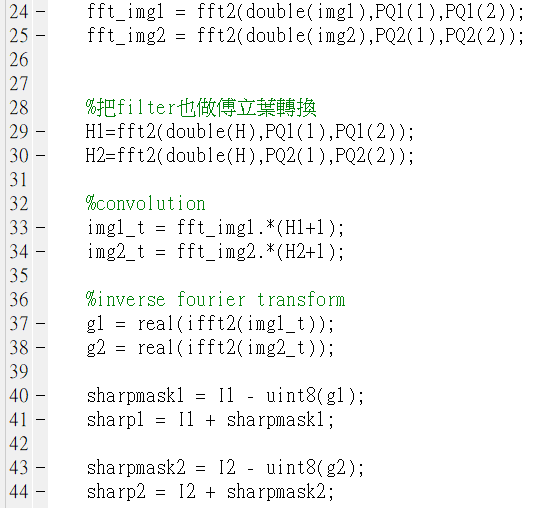 24 - fft_img1 = fft2(double(img1),PQ1(1),PQ1(2));
25 - fft_img2 = fft2(double(img2),PQ2(1),PQ2(2));
26
27
28 %把filter也做傅立葉轉換
29 - H1=fft2(double(H),PQ1(1),PQ1(2));
30 - H2=fft2(double(H),PQ2(1),PQ2(2));
31
32 %convolution
33 - img1_t = fft_img1.*(H1+1);
34 - img2_t = fft_img2.*(H2+1);
35
36 %inverse fourier transform
37 - g1 = real(ifft2(img1_t));
38 - g2 = real(ifft2(img2_t));
39
40 - sharpmask1 = I1 - uint8(g1);
41 - sharp1 = I1 + sharpmask1;
42
43 - sharpmask2 = I2 - uint8(g2);
44 - sharp2 = I2 + sharpmask2;